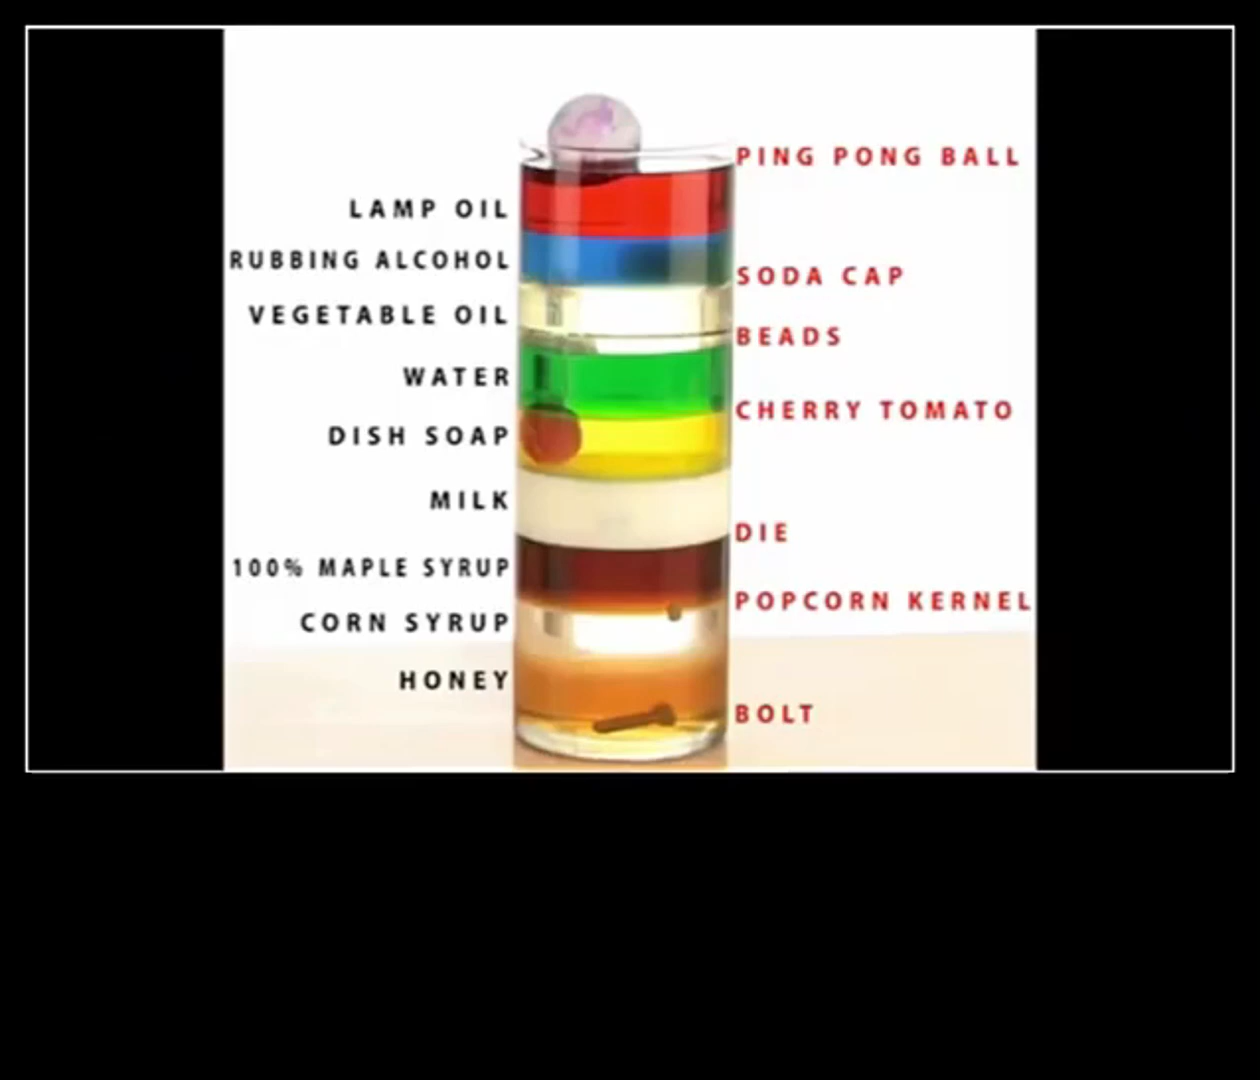 PING PONG BALL
LAMP OIL
RUBBING ALCOHOL
SODA CAP
VEGETABLE OIL
BEADS
WATER
CHERRY TOMATO
DISH SOAP
MILK
DIE
100% MAPLE SYRUP
POPCORN KERNEL
CORN SYRUP
HONEY
BOLT